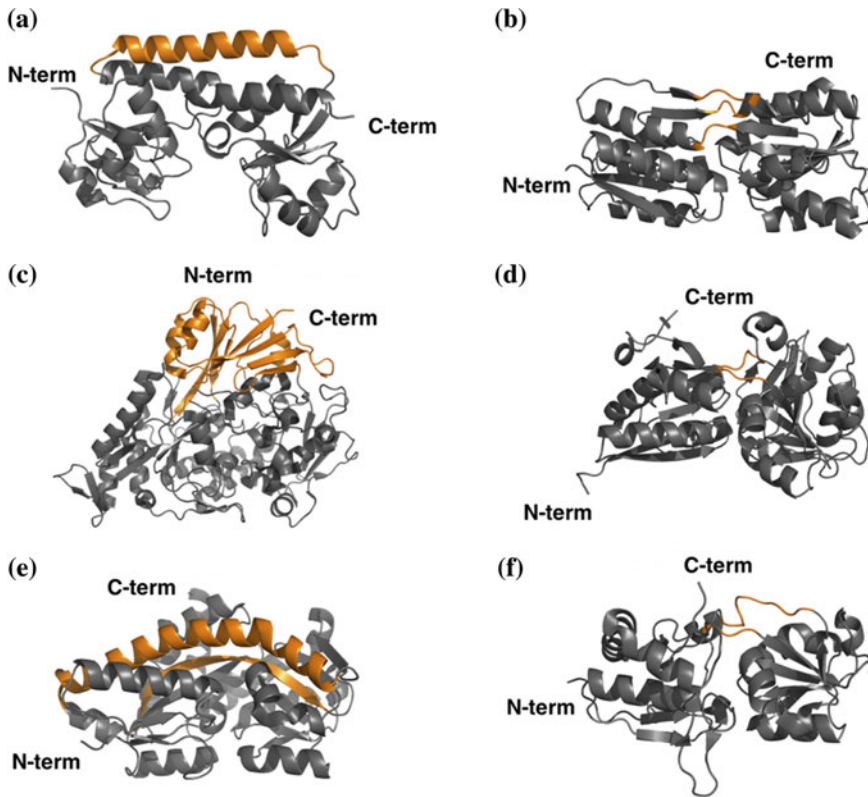 (a)
N-term
C-term
(b)
C-term
N-term
(c)
N-term
C-term
(d)
C-term
N-term
(e)
C-term
N-term
(f)
C-term
N-term